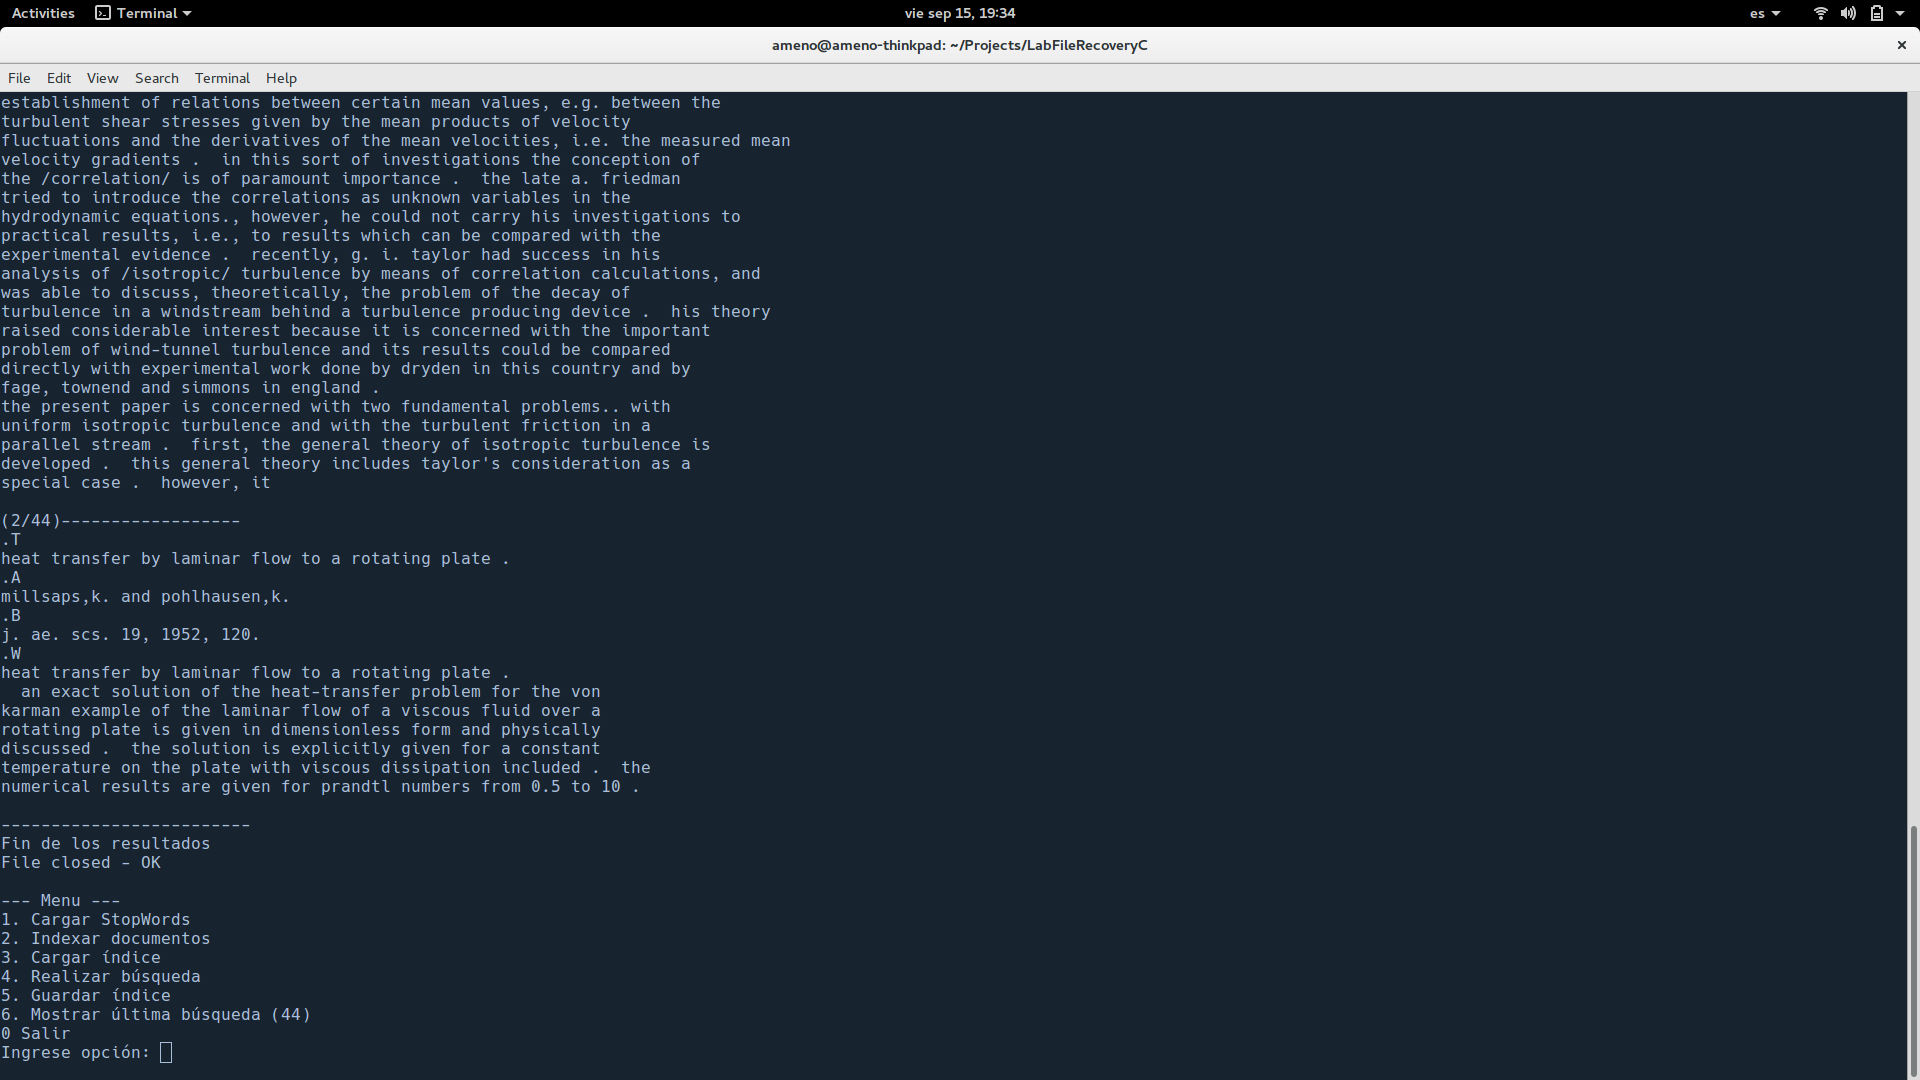 Activities Terminal vie sep 15, 19:34 es
ameno@ameno-thinkpad: ~/Projects/LabFileRecoveryC ×
File Edit View Search Terminal Help
establishment of relations between certain mean values, e.g. between the
turbulent shear stresses given by the mean products of velocity
fluctuations and the derivatives of the mean velocities, i.e. the measured mean
velocity gradients .  in this sort of investigations the conception of
the /correlation/ is of paramount importance .  the late a. friedman
tried to introduce the correlations as unknown variables in the
hydrodynamic equations., however, he could not carry his investigations to
practical results, i.e., to results which can be compared with the
experimental evidence .  recently, g. i. taylor had success in his
analysis of /isotropic/ turbulence by means of correlation calculations, and
was able to discuss, theoretically, the problem of the decay of
turbulence in a windstream behind a turbulence producing device .  his theory
raised considerable interest because it is concerned with the important
problem of wind-tunnel turbulence and its results could be compared
directly with experimental work done by dryden in this country and by
fage, townend and simmons in england .
the present paper is concerned with two fundamental problems.. with
uniform isotropic turbulence and with the turbulent friction in a
parallel stream .  first, the general theory of isotropic turbulence is
developed .  this general theory includes taylor's consideration as a
special case .  however, it
(2/44)------------------
.T
heat transfer by laminar flow to a rotating plate .
.A
millsaps,k. and pohlhausen,k.
.B
j. ae. scs. 19, 1952, 120.
.W
heat transfer by laminar flow to a rotating plate .
  an exact solution of the heat-transfer problem for the von
karman example of the laminar flow of a viscous fluid over a
rotating plate is given in dimensionless form and physically
discussed .  the solution is explicitly given for a constant
temperature on the plate with viscous dissipation included .  the
numerical results are given for prandtl numbers from 0.5 to 10 .
-------------------------
Fin de los resultados
File closed - OK
--- Menu ---
1. Cargar StopWords
2. Indexar documentos
3. Cargar índice
4. Realizar búsqueda
5. Guardar índice
6. Mostrar última búsqueda (44)
0 Salir
Ingrese opción: